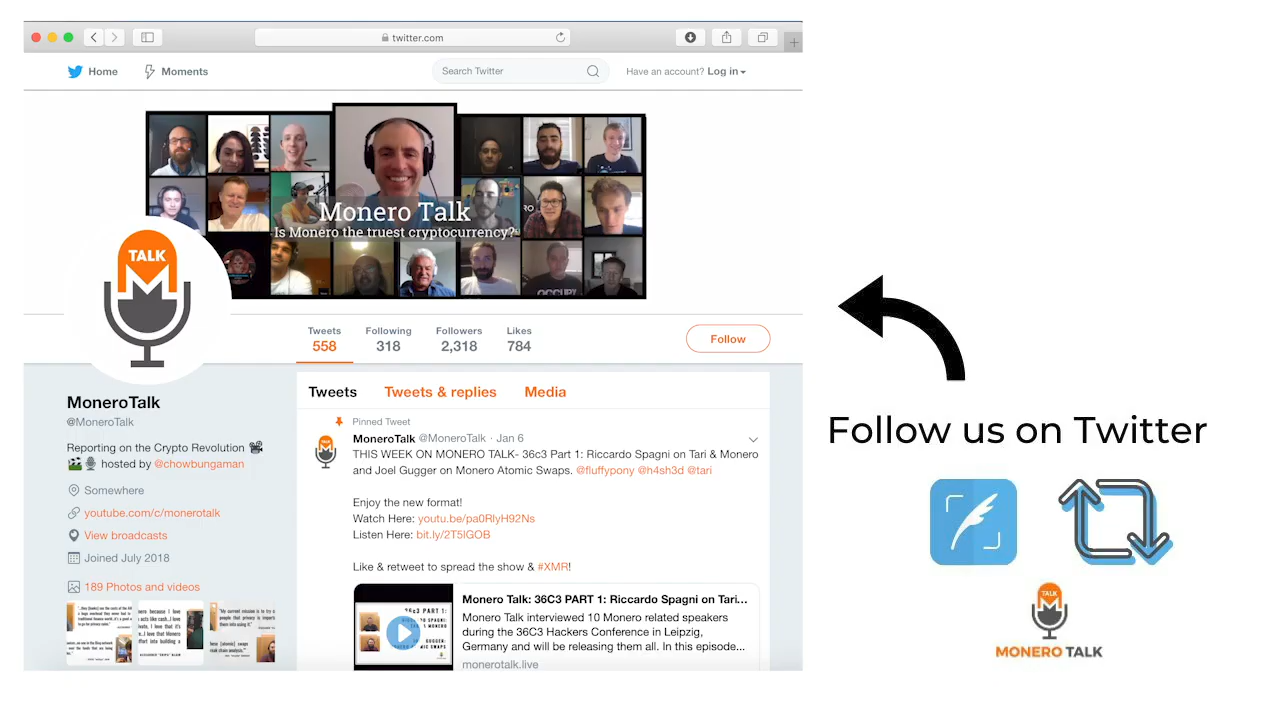 twitter.com
Home
Moments
Search Twitter
Have an account? Log in
Monero Talk
Is Monero the truest cryptocurrency?
OCCUPY
TALK
Tweets
558
Following
318
Followers
2,318
Likes
784
Follow
MoneroTalk
@MoneroTalk
Reporting on the Crypto Revolution
hosted by @chowbungaman
Somewhere
youtube.com/c/monerotalk
View broadcasts
Joined July 2018
189 Photos and videos
Tweets
Tweets & replies
Media
Pinned Tweet
MoneroTalk @MoneroTalk · Jan 6
THIS WEEK ON MONERO TALK- 36c3 Part 1: Riccardo Spagni on Tari & Monero
and Joel Gugger on Monero Atomic Swaps. @fluffypony @h4sh3d @tari
Enjoy the new format!
Watch Here: youtu.be/pa0RlyH92Ns
Listen Here: bit.ly/2T5lGOB
Like & retweet to spread the show & #XMR!
36C3 PART 1:
GUGGER:
Monero Talk: 36C3 PART 1: Riccardo Spagni on Tari...
Monero Talk interviewed 10 Monero related speakers
during the 36C3 Hackers Conference in Leipzig,
Germany and will be releasing them all. In this episode...
monerotalk.live
Follow us on Twitter
TALK
MONERO TALK